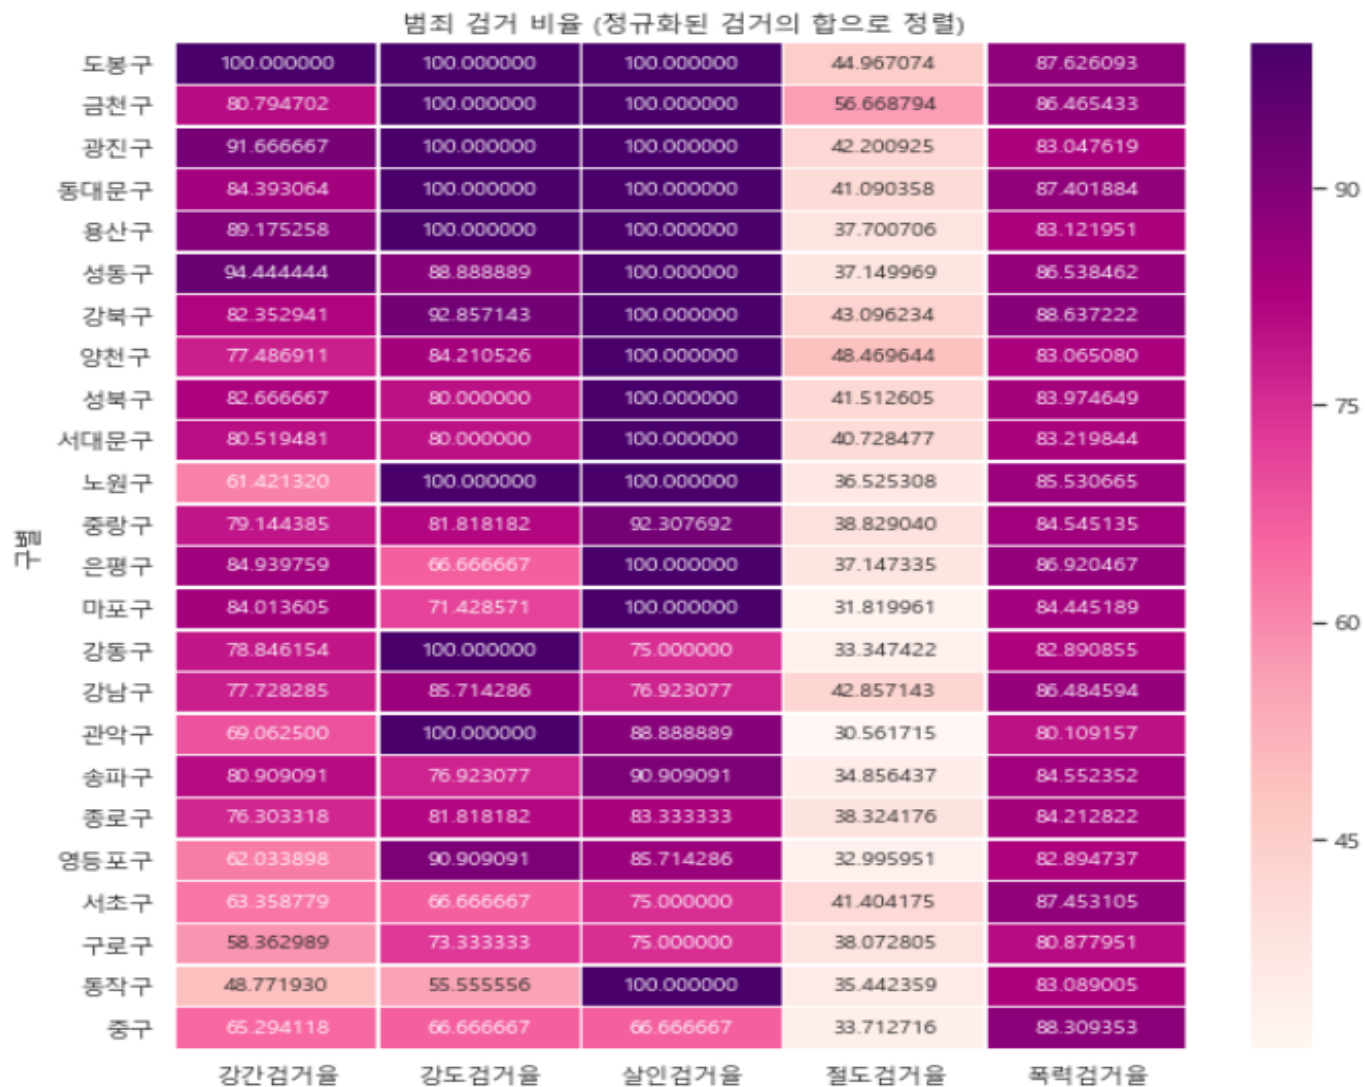 범죄 검거 비율 (정규화된 검거의 합으로 정렬)
도봉구 100.000000 100.000000 100.000000 44.967074 87.626093
금천구 80.794702 100.000000 100.000000 56.668794 86.465433
광진구 91.666667 100.000000 100.000000 42.200925 83.047619
동대문구 84.393064 100.000000 100.000000 41.090358 87.401884
용산구 89.175258 100.000000 100.000000 37.700706 83.121951
성동구 94.444444 88.888889 100.000000 37.149969 86.538462
강북구 82.352941 92.857143 100.000000 43.096234 88.637222
양천구 77.486911 84.210526 100.000000 48.469644 83.065080
성북구 82.666667 80.000000 100.000000 41.512605 83.974649
서대문구 80.519481 80.000000 100.000000 40.728477 83.219844
노원구 61.421320 100.000000 100.000000 36.525308 85.530665
중랑구 79.144385 81.818182 92.307692 38.829040 84.545135
은평구 84.939759 66.666667 100.000000 37.147335 86.920467
마포구 84.013605 71.428571 100.000000 31.819961 84.445189
강동구 78.846154 100.000000 75.000000 33.347422 82.890855
강남구 77.728285 85.714286 76.923077 42.857143 86.484594
관악구 69.062500 100.000000 88.888889 30.561715 80.109157
송파구 80.909091 76.923077 90.909091 34.856437 84.552352
종로구 76.303318 81.818182 83.333333 38.324176 84.212822
영등포구 62.033898 90.909091 85.714286 32.995951 82.894737
서초구 63.358779 66.666667 75.000000 41.404175 87.453105
구로구 58.362989 73.333333 75.000000 38.072805 80.877951
동작구 48.771930 55.555556 100.000000 35.442359 83.089005
중구 65.294118 66.666667 66.666667 33.712716 88.309353
강간검거율 강도검거율 살인검거율 절도검거율 폭력검거율
구별
90
75
60
45